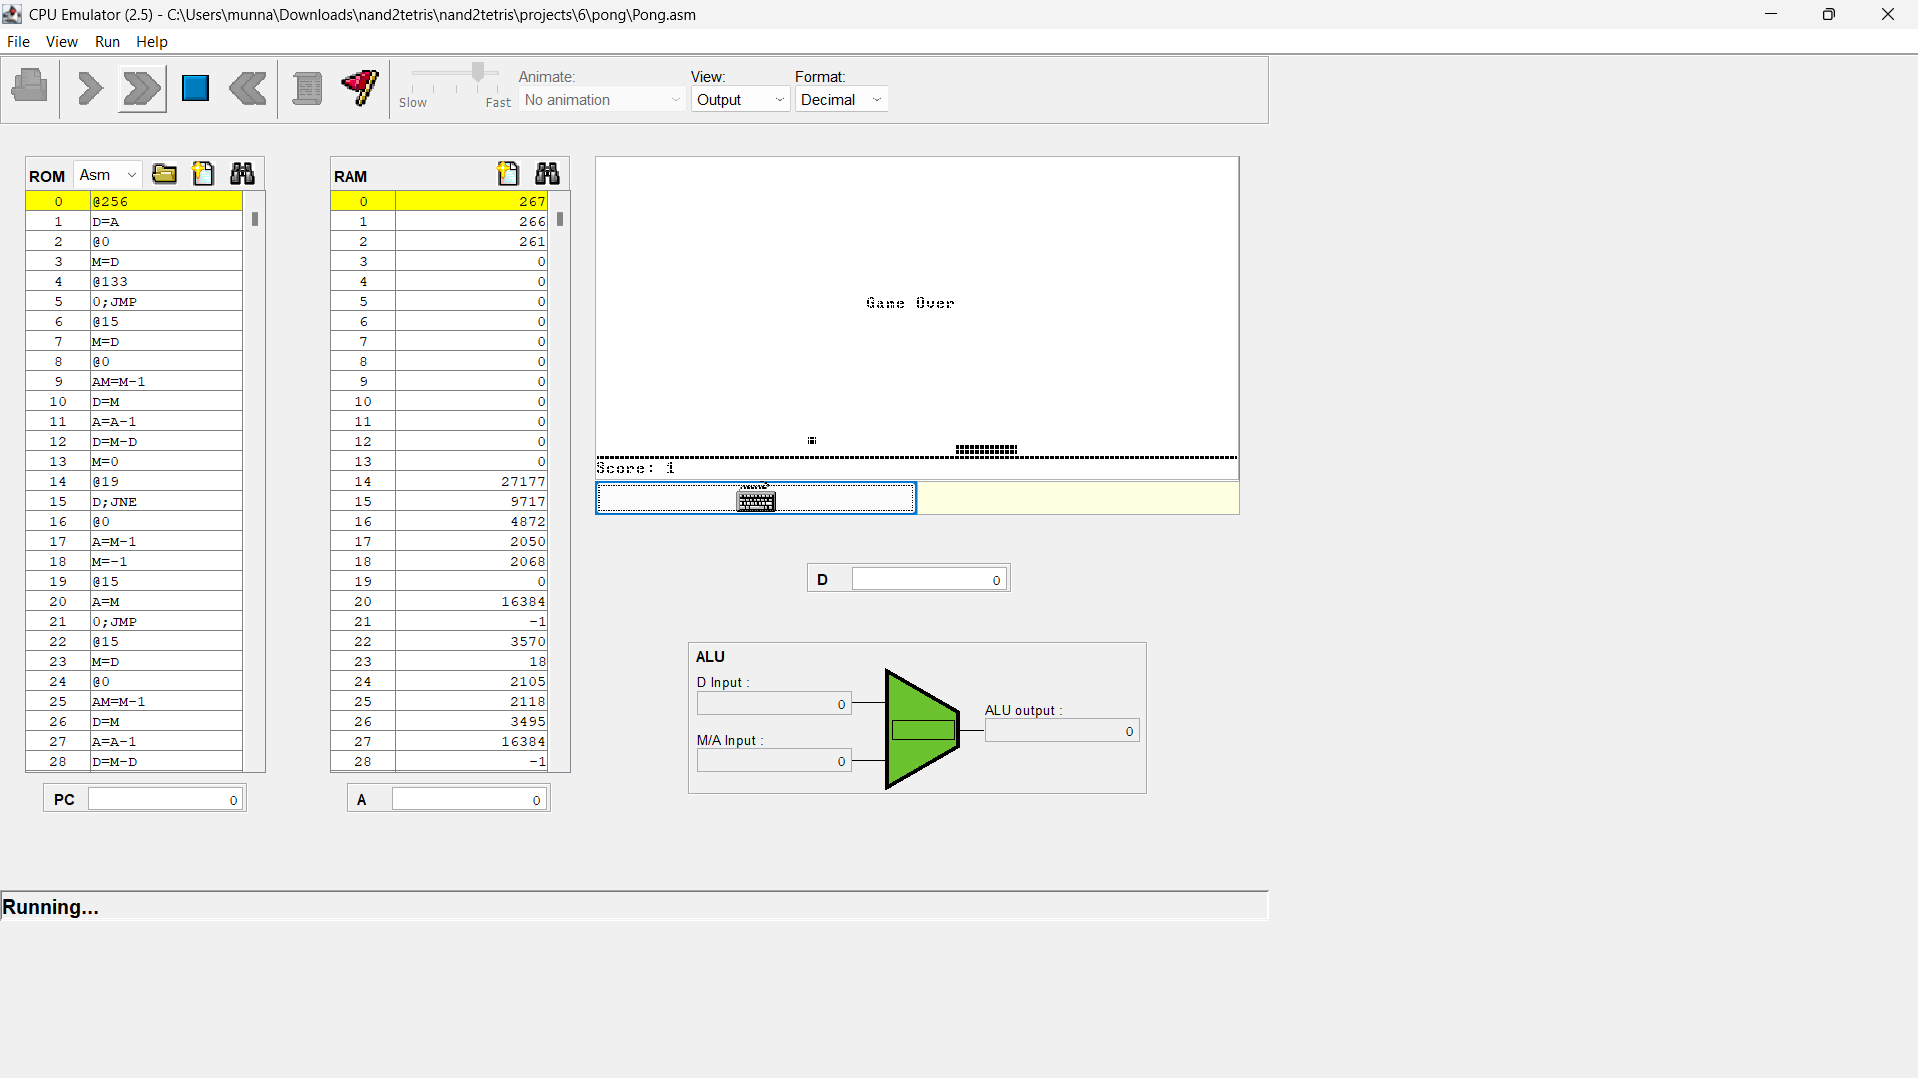 CPU Emulator (2.5) - C:\Users\munna\Downloads\nand2tetris\nand2tetris\projects\6\pong\Pong.asm
File View Run Help
Animate: View: Format:
Slow Fast No animation Output Decimal
ROM Asm
0 @256
1 D=A
2 @0
3 M=D
4 @133
5 0;JMP
6 @15
7 M=D
8 @0
9 AM=M-1
10 D=M
11 A=A-1
12 D=M-D
13 M=0
14 @19
15 D;JNE
16 @0
17 A=M-1
18 M=-1
19 @15
20 A=M
21 0;JMP
22 @15
23 M=D
24 @0
25 AM=M-1
26 D=M
27 A=A-1
28 D=M-D
PC 0
RAM
0 267
1 266
2 261
3 0
4 0
5 0
6 0
7 0
8 0
9 0
10 0
11 0
12 0
13 0
14 27177
15 9717
16 4872
17 2050
18 2068
19 0
20 16384
21 -1
22 3570
23 18
24 2105
25 2118
26 3495
27 16384
28 -1
A 0
Game Over
Score: 1
D 0
ALU
D Input :
0
M/A Input :
0
ALU output :
0
Running...